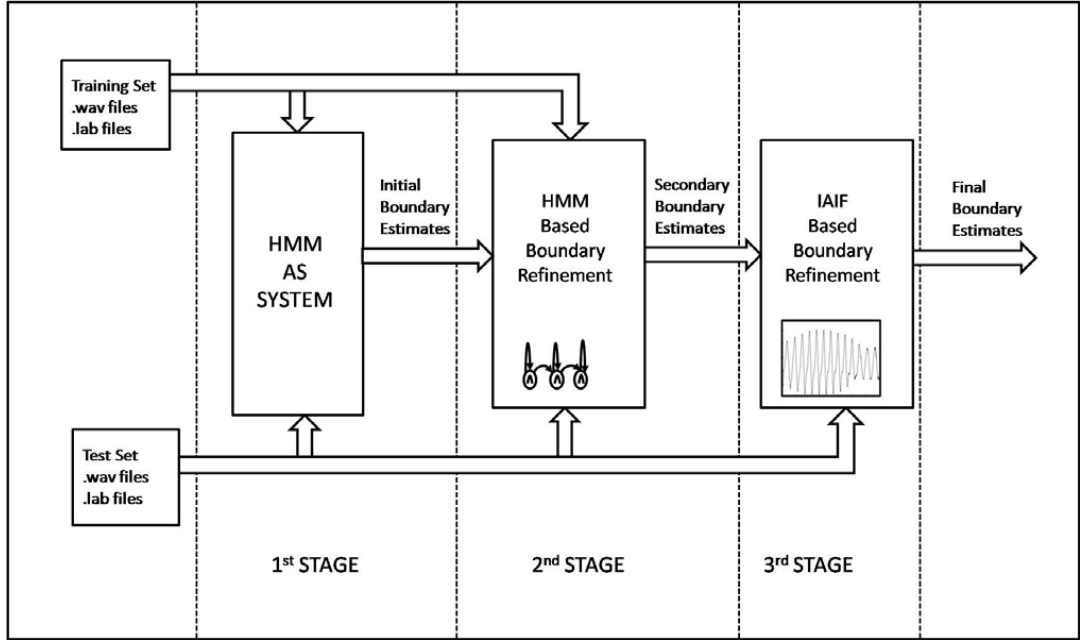 Training Set
.wav files
.lab files
HMM
AS
SYSTEM
Initial
Boundary
Estimates
HMM
Based
Boundary
Refinement
Secondary
Boundary
Estimates
IAIF
Based
Boundary
Refinement
Final
Boundary
Estimates
Test Set
.wav files
.lab files
1st STAGE
2nd STAGE
3rd STAGE